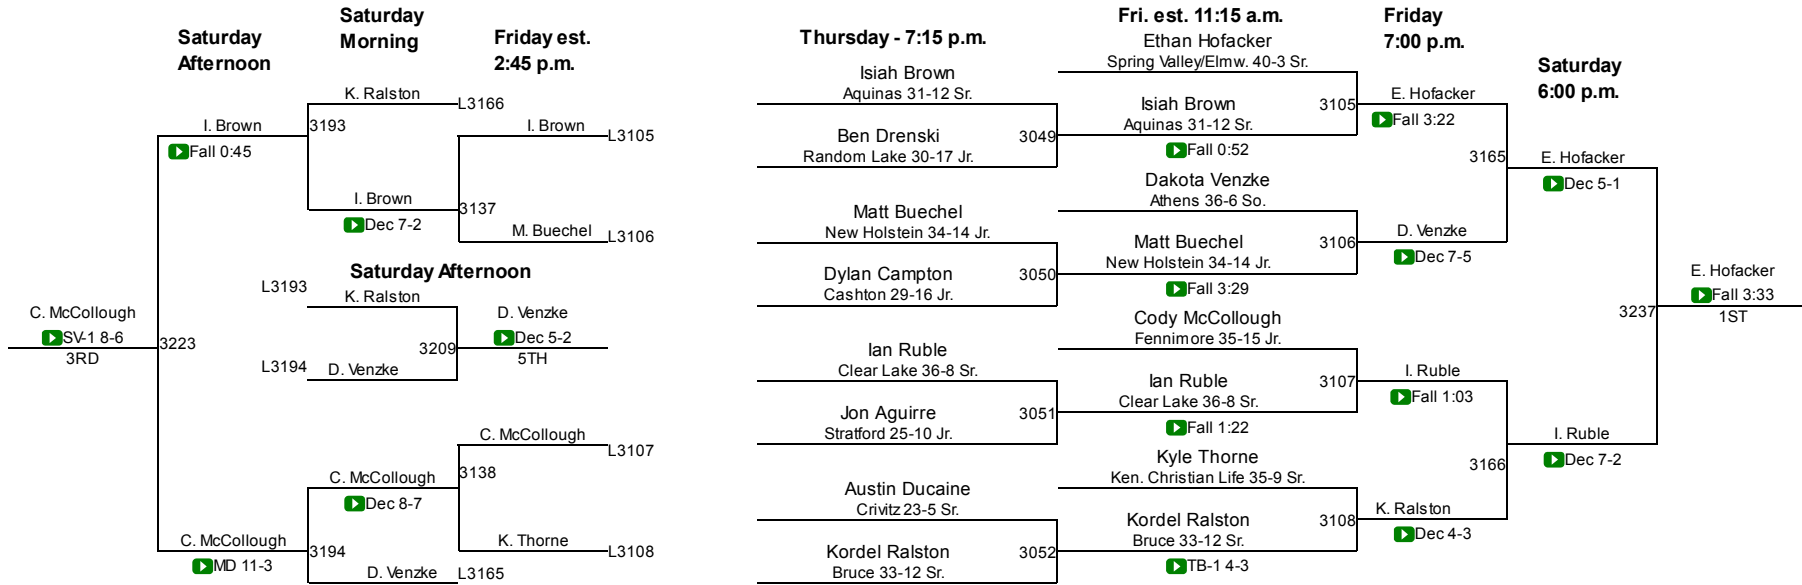 Saturday
Afternoon
Saturday
Morning
Friday est.
2:45 p.m.
K. Ralston
L3166
I. Brown
3193
Fall 0:45
I. Brown
L3105
I. Brown
3137
Dec 7-2
M. Buechel
L3106
Saturday Afternoon
L3193
K. Ralston
C. McCollough
SV-1 8-6
3RD
3223
D. Venzke
3209
Dec 5-2
5TH
L3194
D. Venzke
C. McCollough
L3107
C. McCollough
3138
Dec 8-7
K. Thorne
L3108
C. McCollough
3194
MD 11-3
D. Venzke
L3165
Thursday - 7:15 p.m.
Isiah Brown
Aquinas 31-12 Sr.
Ben Drenski
Random Lake 30-17 Jr.
3049
Matt Buechel
New Holstein 34-14 Jr.
Dylan Campton
Cashton 29-16 Jr.
3050
Ian Ruble
Clear Lake 36-8 Sr.
Jon Aguirre
Stratford 25-10 Jr.
3051
Austin Ducaine
Crivitz 23-5 Sr.
Kordel Ralston
Bruce 33-12 Sr.
3052
Fri. est. 11:15 a.m.
Ethan Hofacker
Spring Valley/Elmw. 40-3 Sr.
Isiah Brown
Aquinas 31-12 Sr.
3105
Fall 0:52
Dakota Venzke
Athens 36-6 So.
Matt Buechel
New Holstein 34-14 Jr.
3106
Fall 3:29
Cody McCollough
Fennimore 35-15 Jr.
Ian Ruble
Clear Lake 36-8 Sr.
3107
Fall 1:22
Kyle Thorne
Ken. Christian Life 35-9 Sr.
Kordel Ralston
Bruce 33-12 Sr.
3108
TB-1 4-3
Friday
7:00 p.m.
E. Hofacker
Fall 3:22
3165
D. Venzke
Dec 7-5
I. Ruble
Fall 1:03
3166
K. Ralston
Dec 4-3
Saturday
6:00 p.m.
E. Hofacker
Dec 5-1
3237
I. Ruble
Dec 7-2
E. Hofacker
Fall 3:33
1ST